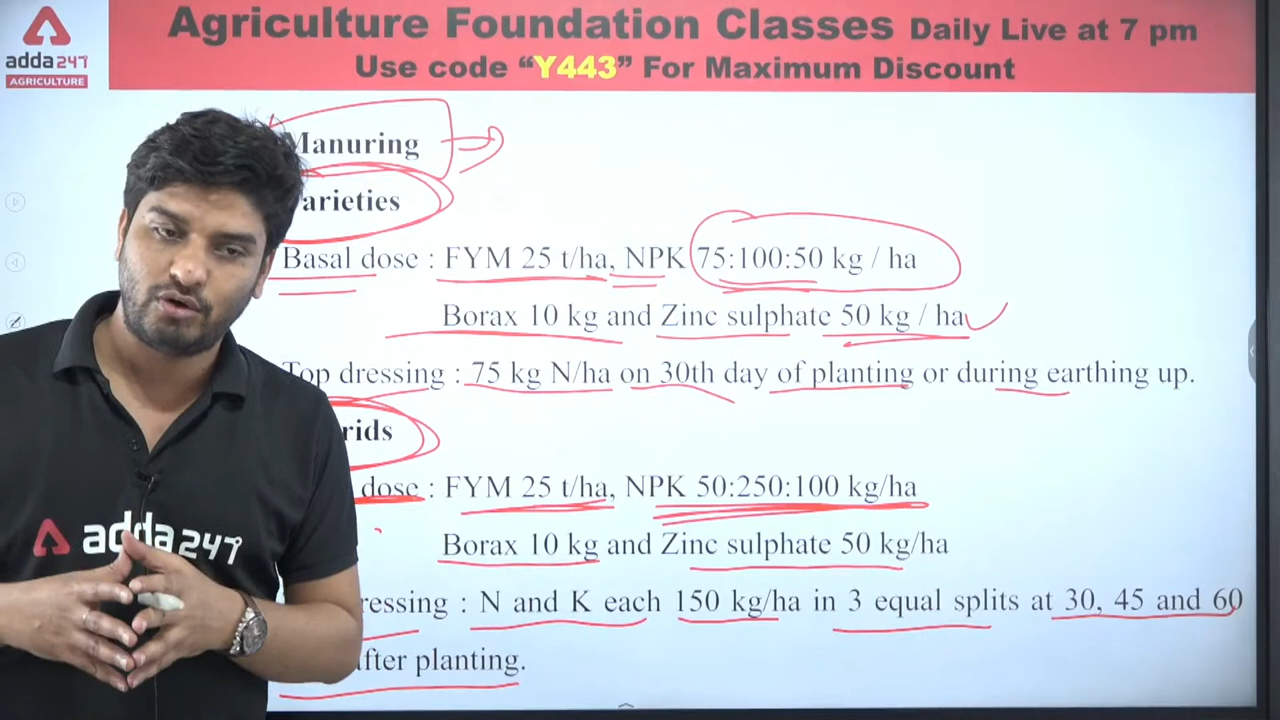 Agriculture Foundation Classes Daily Live at 7 pm
Use code “Y443” For Maximum Discount
adda247
AGRICULTURE
Manuring
arieties
Basal dose : FYM 25 t/ha, NPK 75:100:50 kg / ha
Borax 10 kg and Zinc sulphate 50 kg / ha
Top dressing : 75 kg N/ha on 30th day of planting or during earthing up.
rids
dose : FYM 25 t/ha, NPK 50:250:100 kg/ha
Borax 10 kg and Zinc sulphate 50 kg/ha
ressing : N and K each 150 kg/ha in 3 equal splits at 30, 45 and 60
fter planting.
adda247